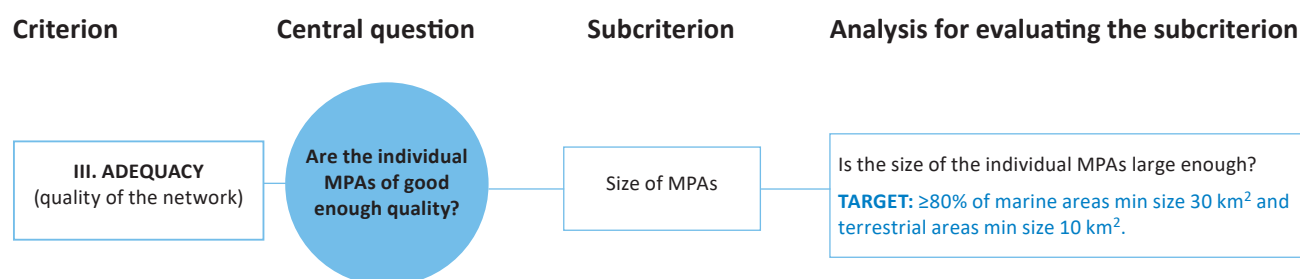 Criterion
Central question
Subcriterion
Analysis for evaluating the subcriterion
III. ADEQUACY
(quality of the network)
Are the individual
MPAs of good
enough quality?
Size of MPAs
Is the size of the individual MPAs large enough?
TARGET: ≥80% of marine areas min size 30 km² and
terrestrial areas min size 10 km².